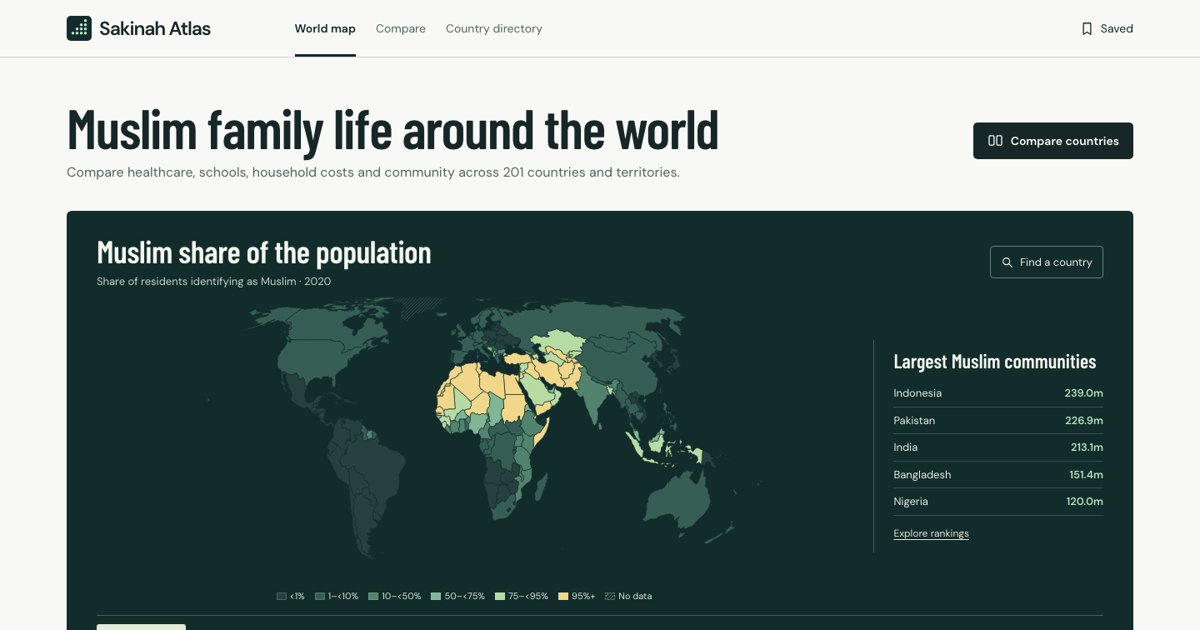 Sakinah Atlas
World map
Compare
Country directory
Saved
Muslim family life around the world
Compare healthcare, schools, household costs and community across 201 countries and territories.
Compare countries
Muslim share of the population
Share of residents identifying as Muslim · 2020
Find a country
Largest Muslim communities
Indonesia 239.0m
Pakistan 226.9m
India 213.1m
Bangladesh 151.4m
Nigeria 120.0m
Explore rankings
<1% 1–<10% 10–<50% 50–<75% 75–<95% 95%+ No data